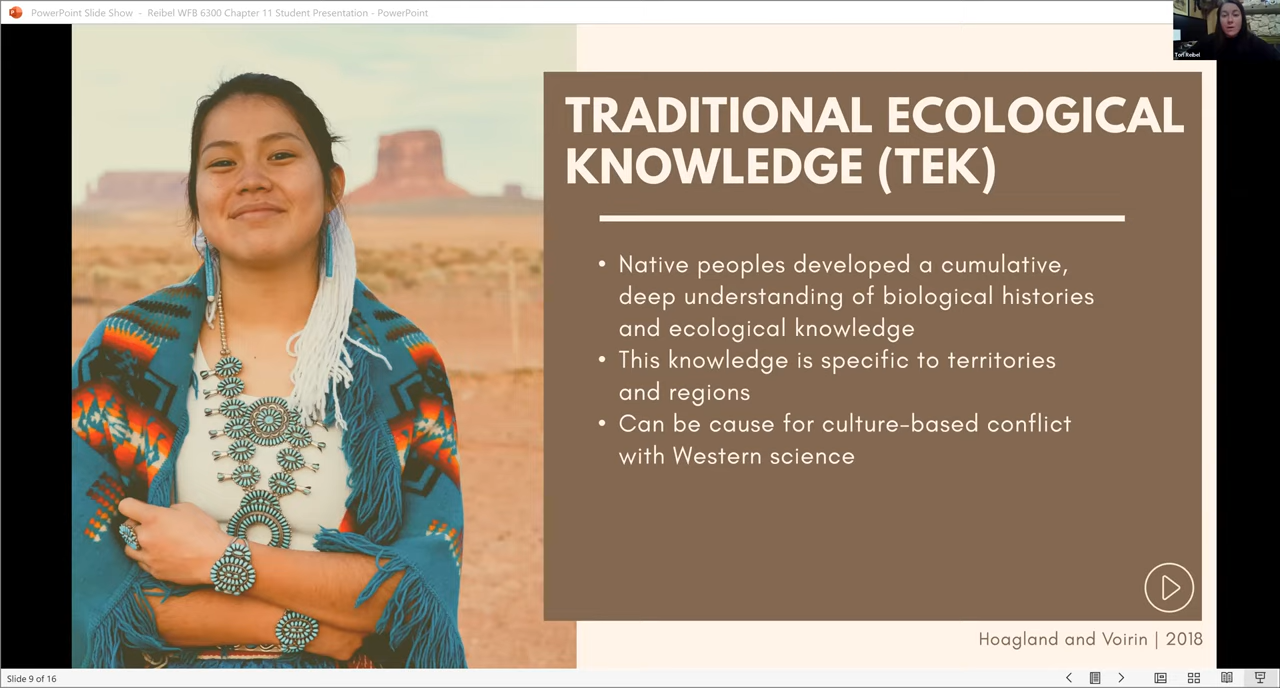 PowerPoint Slide Show - Reibel WFB 6300 Chapter 11 Student Presentation - PowerPoint
Tori Reibel
TRADITIONAL ECOLOGICAL
KNOWLEDGE (TEK)
• Native peoples developed a cumulative,
deep understanding of biological histories
and ecological knowledge
• This knowledge is specific to territories
and regions
• Can be cause for culture-based conflict
with Western science
Hoagland and Voirin | 2018
Slide 9 of 16